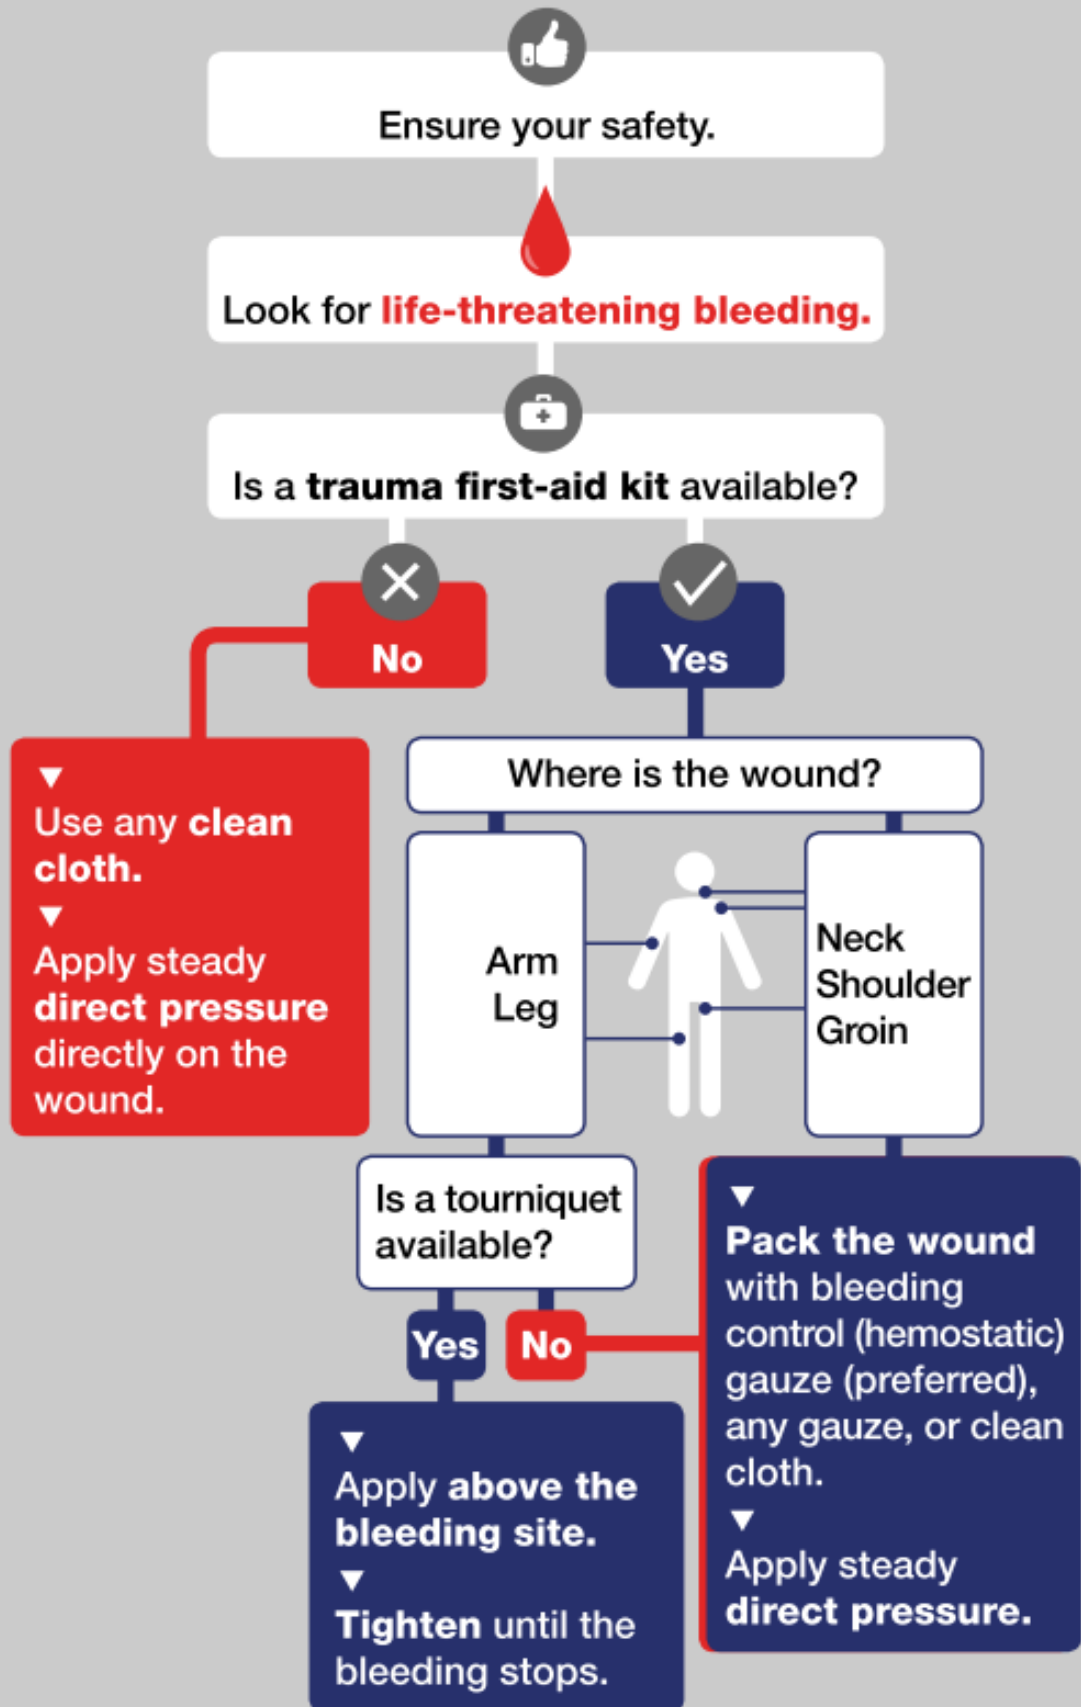 Ensure your safety.
Look for life-threatening bleeding.
Is a trauma first-aid kit available?
No
Yes
Use any clean
cloth.
Apply steady
direct pressure
directly on the
wound.
Where is the wound?
Arm
Leg
Neck
Shoulder
Groin
Is a tourniquet
available?
Yes
No
Apply above the
bleeding site.
Tighten until the
bleeding stops.
Pack the wound
with bleeding
control (hemostatic)
gauze (preferred),
any gauze, or clean
cloth.
Apply steady
direct pressure.